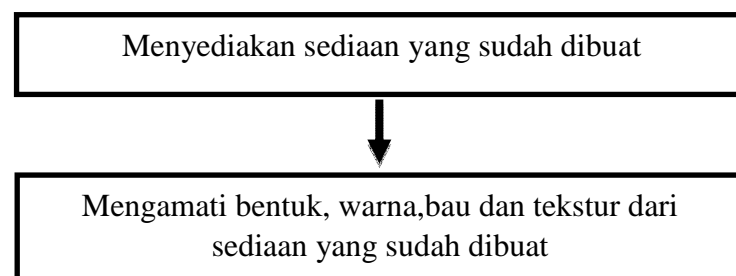 Menyediakan sediaan yang sudah dibuat
Mengamati bentuk, warna,bau dan tekstur dari
sediaan yang sudah dibuat